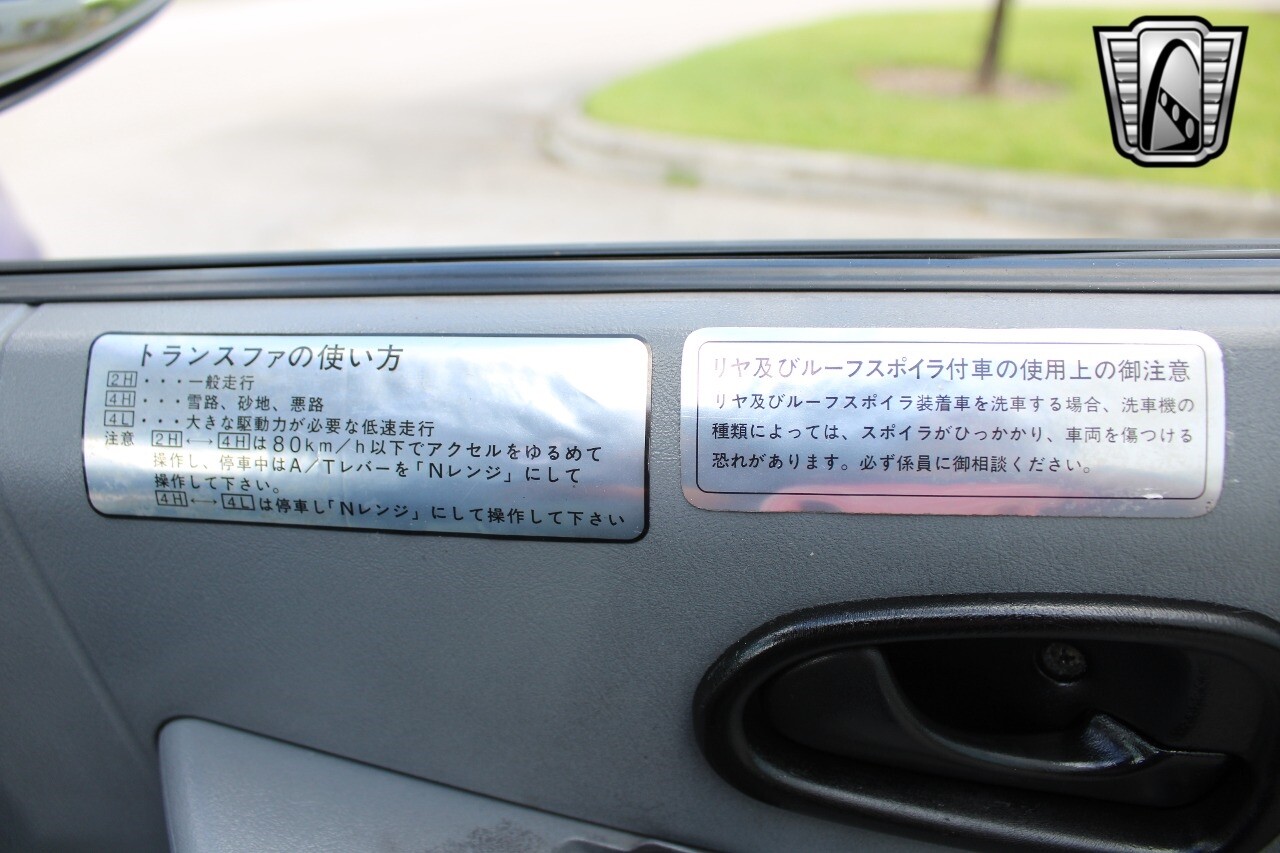 トランスファの使い方
2H・・・一般走行
4H・・・雪路、砂地、悪路
4L・・・大きな駆動力が必要な低速走行
注意 2H←→4Hは80km/h以下でアクセルをゆるめて
操作し、停車中はA/Tレバーを「Nレンジ」にして
操作して下さい。
4H←→4Lは停車し「Nレンジ」にして操作して下さい
リヤ及びルーフスポイラ付車の使用上の御注意
リヤ及びルーフスポイラ装着車を洗車する場合、洗車機の
種類によっては、スポイラがひっかかり、車両を傷つける
恐れがあります。必ず係員に御相談ください。